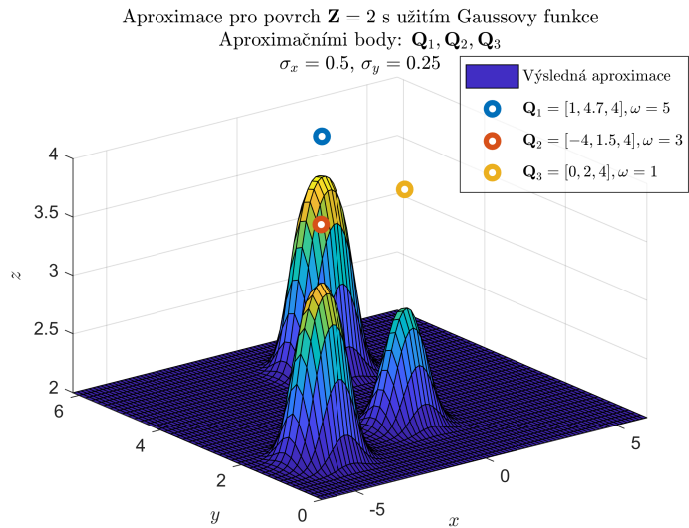 Aproximace pro povrch Z = 2 s užitím Gaussovy funkce
Aproximačními body: Q₁, Q₂, Q₃
σₓ = 0.5, σᵧ = 0.25
Výsledná aproximace
Q₁ = [1, 4.7, 4], ω = 5
Q₂ = [−4, 1.5, 4], ω = 3
Q₃ = [0, 2, 4], ω = 1
4
3.5
3
2.5
2
z
6
4
2
0
y
-5
0
5
x